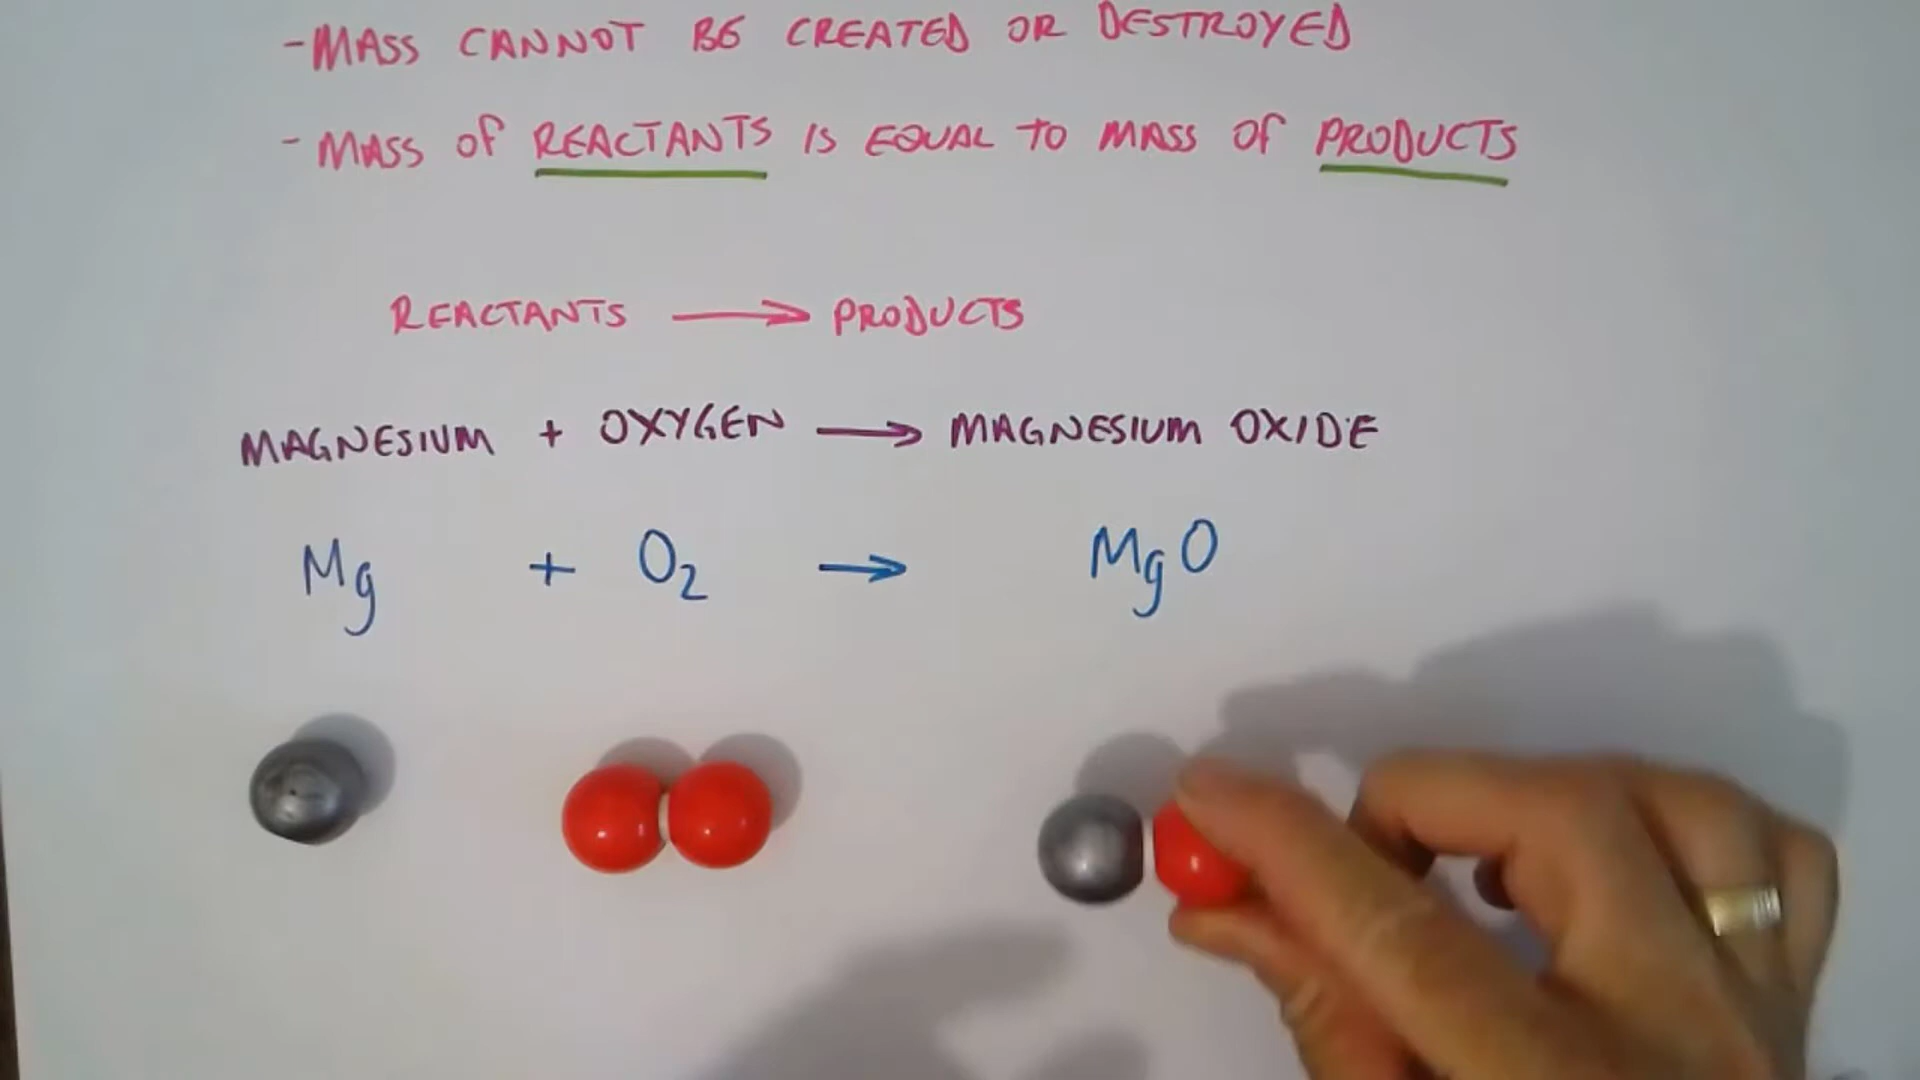 - MASS CANNOT BE CREATED OR DESTROYED
- MASS OF REACTANTS IS EQUAL TO MASS OF PRODUCTS
REACTANTS → PRODUCTS
MAGNESIUM + OXYGEN → MAGNESIUM OXIDE
Mg + O₂ → MgO